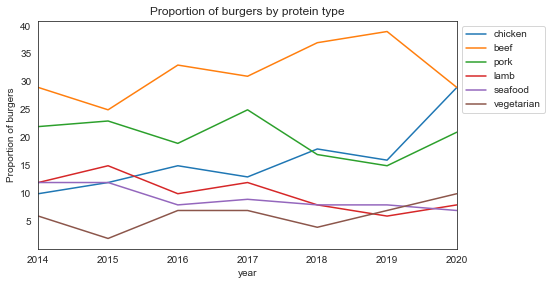 Proportion of burgers by protein type
Proportion of burgers
40
35
30
25
20
15
10
5
2014 2015 2016 2017 2018 2019 2020
year
chicken
beef
pork
lamb
seafood
vegetarian